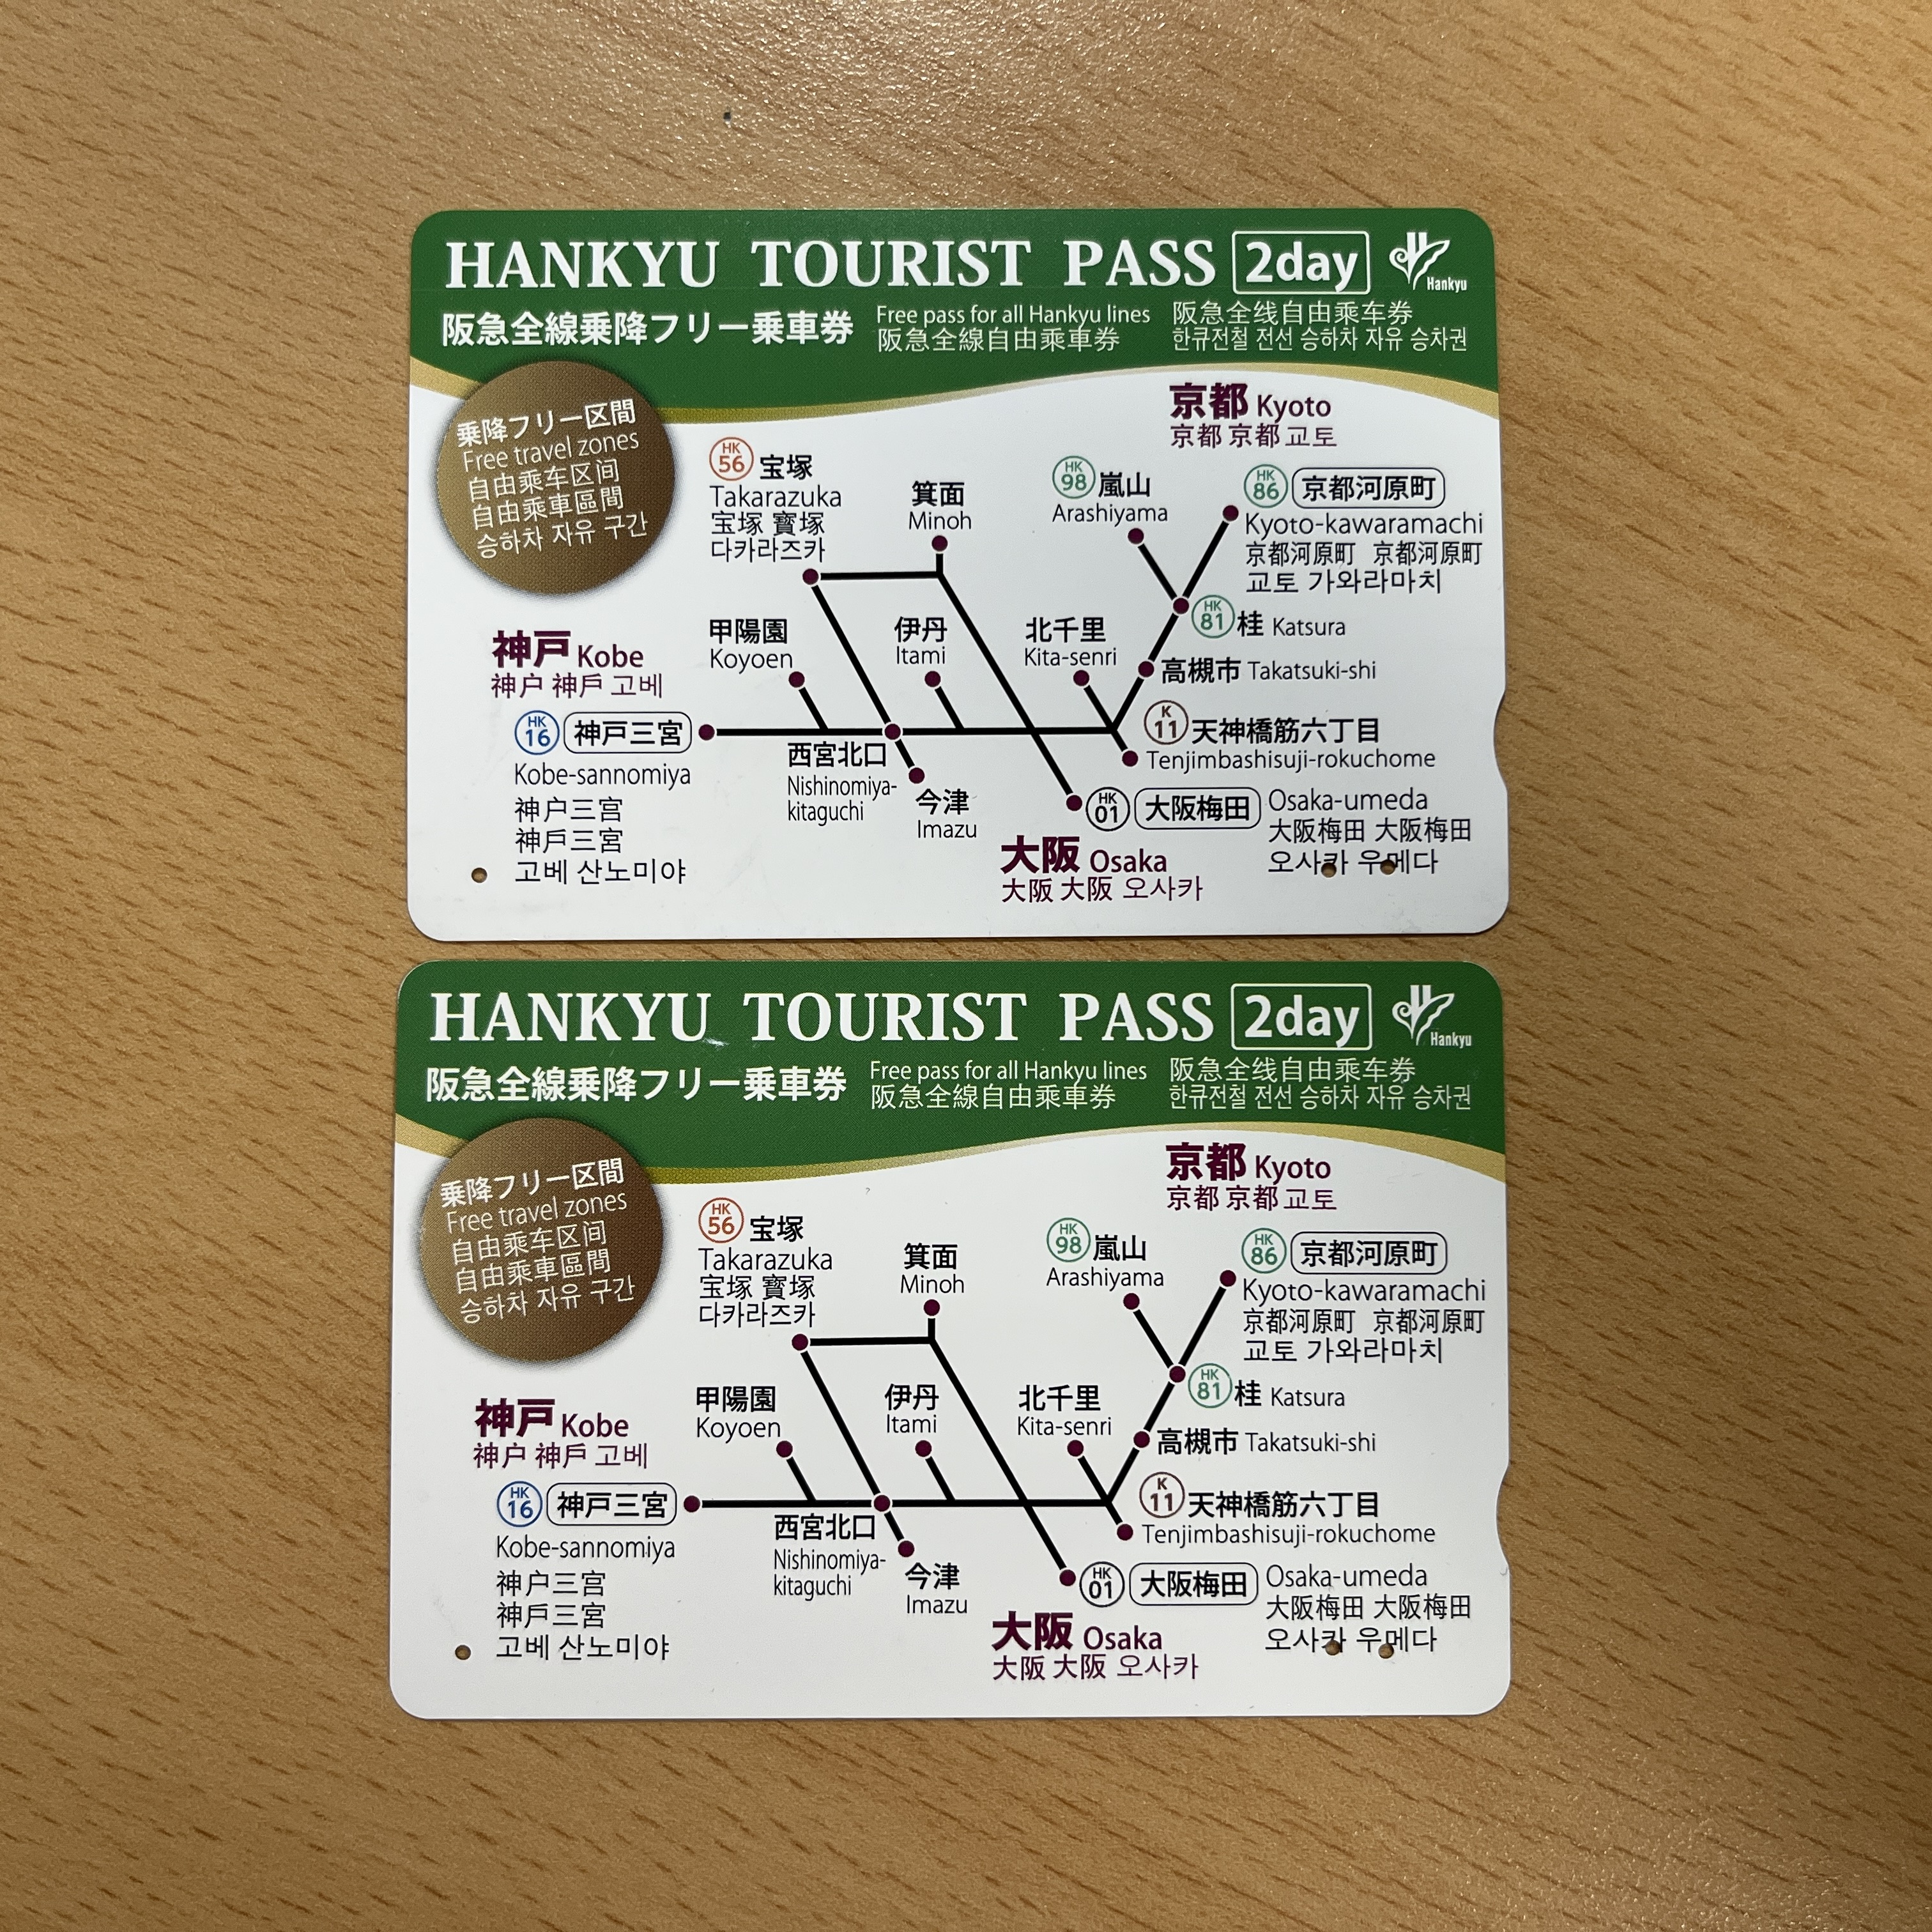 HANKYU TOURIST PASS 2day
Hankyu
阪急全線乗降フリー乗車券
Free pass for all Hankyu lines
阪急全線自由乘車券
阪急全线自由乘车券
한큐전철 전선 승하차 자유 승차권
乗降フリー区間
Free travel zones
自由乘车区间
自由乘車區間
승하차 자유 구간
京都 Kyoto
京都 京都 교토
HK 56 宝塚
Takarazuka
宝塚 寶塚
다카라즈카
箕面
Minoh
HK 98 嵐山
Arashiyama
HK 86 京都河原町
Kyoto-kawaramachi
京都河原町 京都河原町
교토 가와라마치
HK 81 桂 Katsura
神戸 Kobe
神户 神戶 고베
甲陽園
Koyoen
伊丹
Itami
北千里
Kita-senri
高槻市 Takatsuki-shi
HK 16 神戸三宮
Kobe-sannomiya
神户三宫
神戶三宮
고베 산노미야
西宮北口
Nishinomiya-
kitaguchi
今津
Imazu
K 11 天神橋筋六丁目
Tenjimbashisuji-rokuchome
HK 01 大阪梅田 Osaka-umeda
大阪梅田 大阪梅田
오사카 우메다
大阪 Osaka
大阪 大阪 오사카
HANKYU TOURIST PASS 2day
Hankyu
阪急全線乗降フリー乗車券
Free pass for all Hankyu lines
阪急全線自由乘車券
阪急全线自由乘车券
한큐전철 전선 승하차 자유 승차권
乗降フリー区間
Free travel zones
自由乘车区间
自由乘車區間
승하차 자유 구간
京都 Kyoto
京都 京都 교토
HK 56 宝塚
Takarazuka
宝塚 寶塚
다카라즈카
箕面
Minoh
HK 98 嵐山
Arashiyama
HK 86 京都河原町
Kyoto-kawaramachi
京都河原町 京都河原町
교토 가와라마치
HK 81 桂 Katsura
神戸 Kobe
神户 神戶 고베
甲陽園
Koyoen
伊丹
Itami
北千里
Kita-senri
高槻市 Takatsuki-shi
HK 16 神戸三宮
Kobe-sannomiya
神户三宫
神戶三宮
고베 산노미야
西宮北口
Nishinomiya-
kitaguchi
今津
Imazu
K 11 天神橋筋六丁目
Tenjimbashisuji-rokuchome
HK 01 大阪梅田 Osaka-umeda
大阪梅田 大阪梅田
오사카 우메다
大阪 Osaka
大阪 大阪 오사카